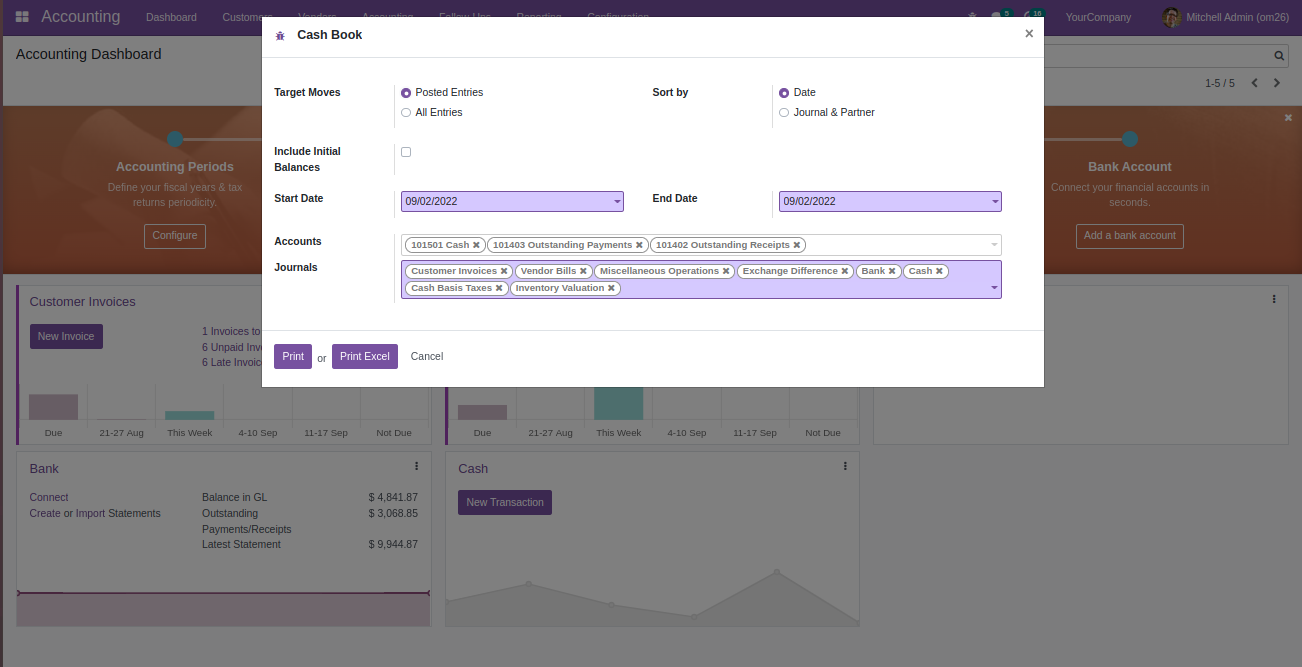 Accounting Dashboard Customers Vendors Accounting Follow-Ups Reporting Configuration 5 16 YourCompany Mitchell Admin (om26)
Cash Book ×
Accounting Dashboard
1-5 / 5
Target Moves Posted Entries Sort by Date
All Entries Journal & Partner
Include Initial
Balances
Accounting Periods Bank Account
Define your fiscal years & tax Connect your financial accounts in
returns periodicity. seconds.
Start Date 09/02/2022 End Date 09/02/2022
Configure Add a bank account
Accounts 101501 Cash 101403 Outstanding Payments 101402 Outstanding Receipts
Journals Customer Invoices Vendor Bills Miscellaneous Operations Exchange Difference Bank Cash
Cash Basis Taxes Inventory Valuation
Customer Invoices
New Invoice 1 Invoices to
6 Unpaid
6 Late
Print or Print Excel Cancel
Due 21-27 Aug This Week 4-10 Sep 11-17 Sep Not Due Due 21-27 Aug This Week 4-10 Sep 11-17 Sep Not Due
Bank Cash
Connect Balance in GL $ 4,841.87 New Transaction
Create or Import Statements Outstanding $ 3,068.85
Payments/Receipts
Latest Statement $ 9,944.87